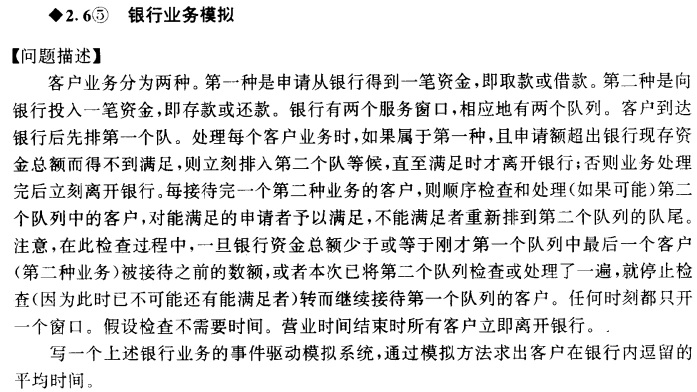 ◆2.6⑤ 银行业务模拟
【问题描述】
客户业务分为两种。第一种是申请从银行得到一笔资金,即取款或借款。第二种是向
银行投入一笔资金,即存款或还款。银行有两个服务窗口,相应地有两个队列。客户到达
银行后先排第一个队。处理每个客户业务时,如果属于第一种,且申请额超出银行现存资
金总额而得不到满足,则立刻排入第二个队等候,直至满足时才离开银行;否则业务处理
完后立刻离开银行。每接待完一个第二种业务的客户,则顺序检查和处理(如果可能)第二
个队列中的客户,对能满足的申请者予以满足,不能满足者重新排到第二个队列的队尾。
注意,在此检查过程中,一旦银行资金总额少于或等于刚才第一个队列中最后一个客户
(第二种业务)被接待之前的数额,或者本次已将第二个队列检查或处理了一遍,就停止检
查(因为此时已不可能还有能满足者)转而继续接待第一个队列的客户。任何时刻都只开
一个窗口。假设检查不需要时间。营业时间结束时所有客户立即离开银行。
写一个上述银行业务的事件驱动模拟系统,通过模拟方法求出客户在银行内逗留的
平均时间。